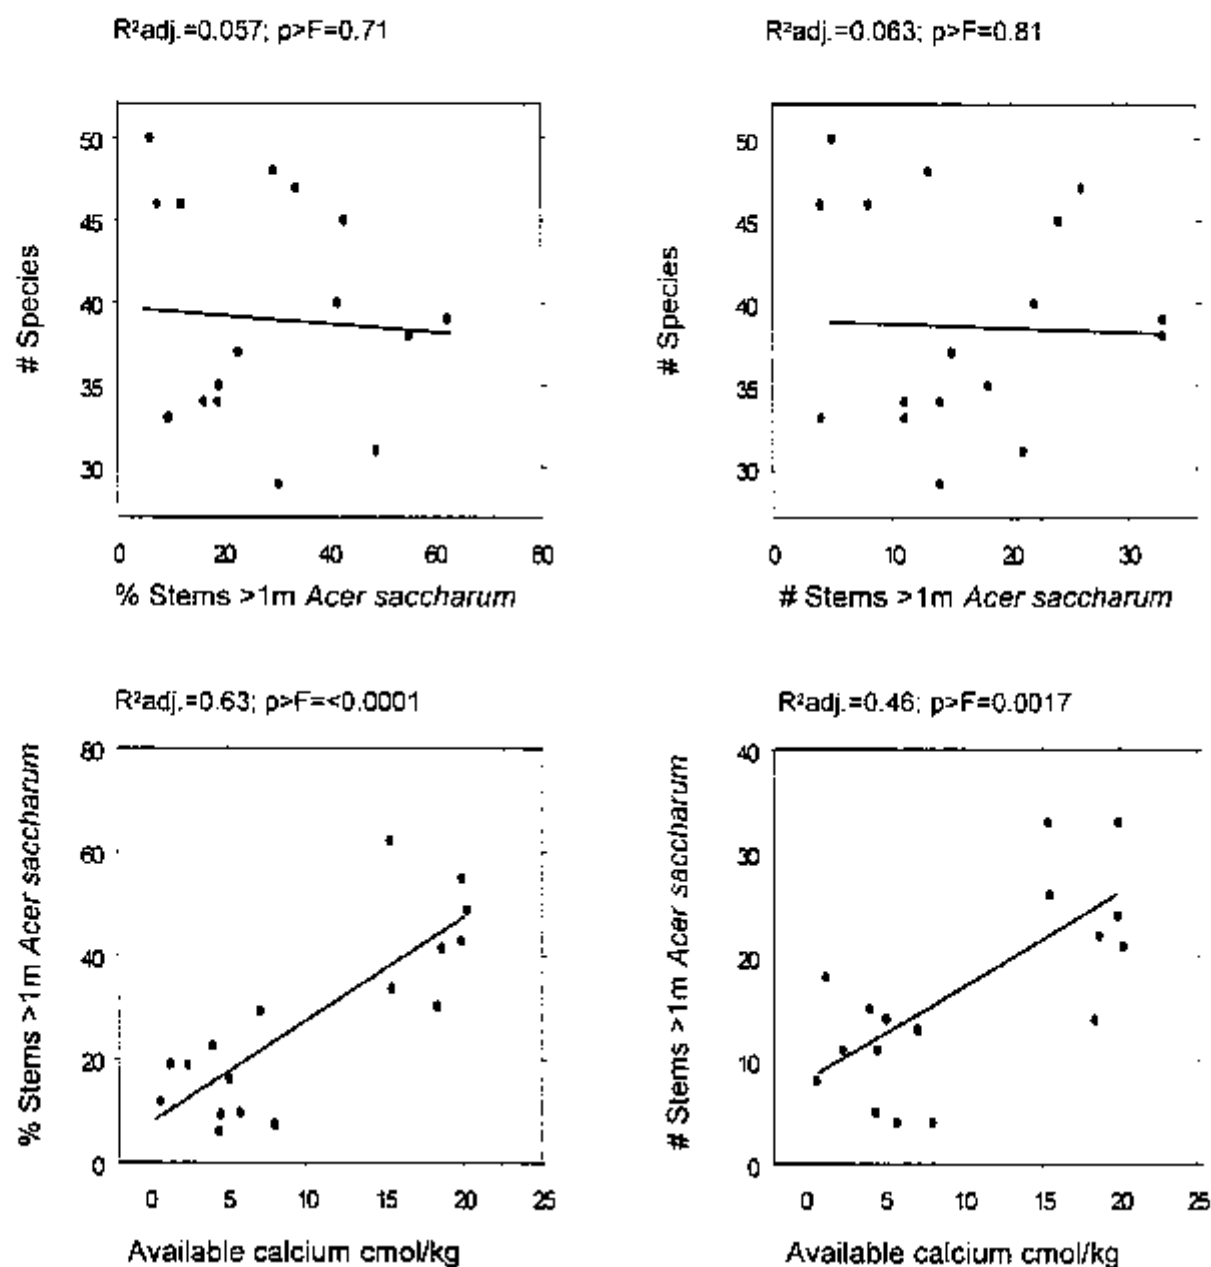 R²adj.=0.057; p>F=0.71
R²adj.=0.063; p>F=0.81
# Species
50
45
40
35
30
0 20 40 60 80
% Stems >1m Acer saccharum
# Species
50
45
40
35
30
0 10 20 30
# Stems >1m Acer saccharum
R²adj.=0.63; p>F=<0.0001
R²adj.=0.46; p>F=0.0017
% Stems >1m Acer saccharum
80
60
40
20
0
0 5 10 15 20 25
Available calcium cmol/kg
# Stems >1m Acer saccharum
40
30
20
10
0
0 5 10 15 20 25
Available calcium cmol/kg